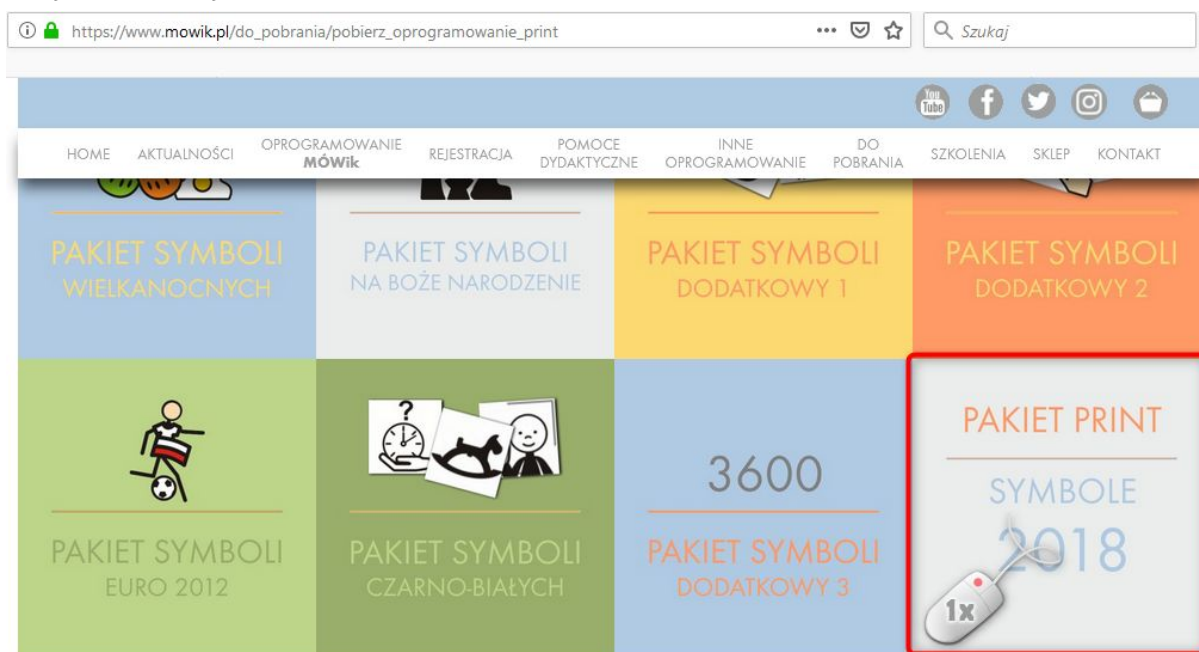 https://www.mowik.pl/do_pobrania/pobierz_oprogramowanie_print
Szukaj
You
Tube
HOME
AKTUALNOŚCI
OPROGRAMOWANIE
MÓWik
REJESTRACJA
POMOCE
DYDAKTYCZNE
INNE
OPROGRAMOWANIE
DO
POBRANIA
SZKOLENIA
SKLEP
KONTAKT
PAKIET SYMBOLI
WIELKANOCNYCH
PAKIET SYMBOLI
NA BOŻE NARODZENIE
PAKIET SYMBOLI
DODATKOWY 1
PAKIET SYMBOLI
DODATKOWY 2
PAKIET SYMBOLI
EURO 2012
?
PAKIET SYMBOLI
CZARNO-BIAŁYCH
3600
PAKIET SYMBOLI
DODATKOWY 3
PAKIET PRINT
SYMBOLE
2018
1x